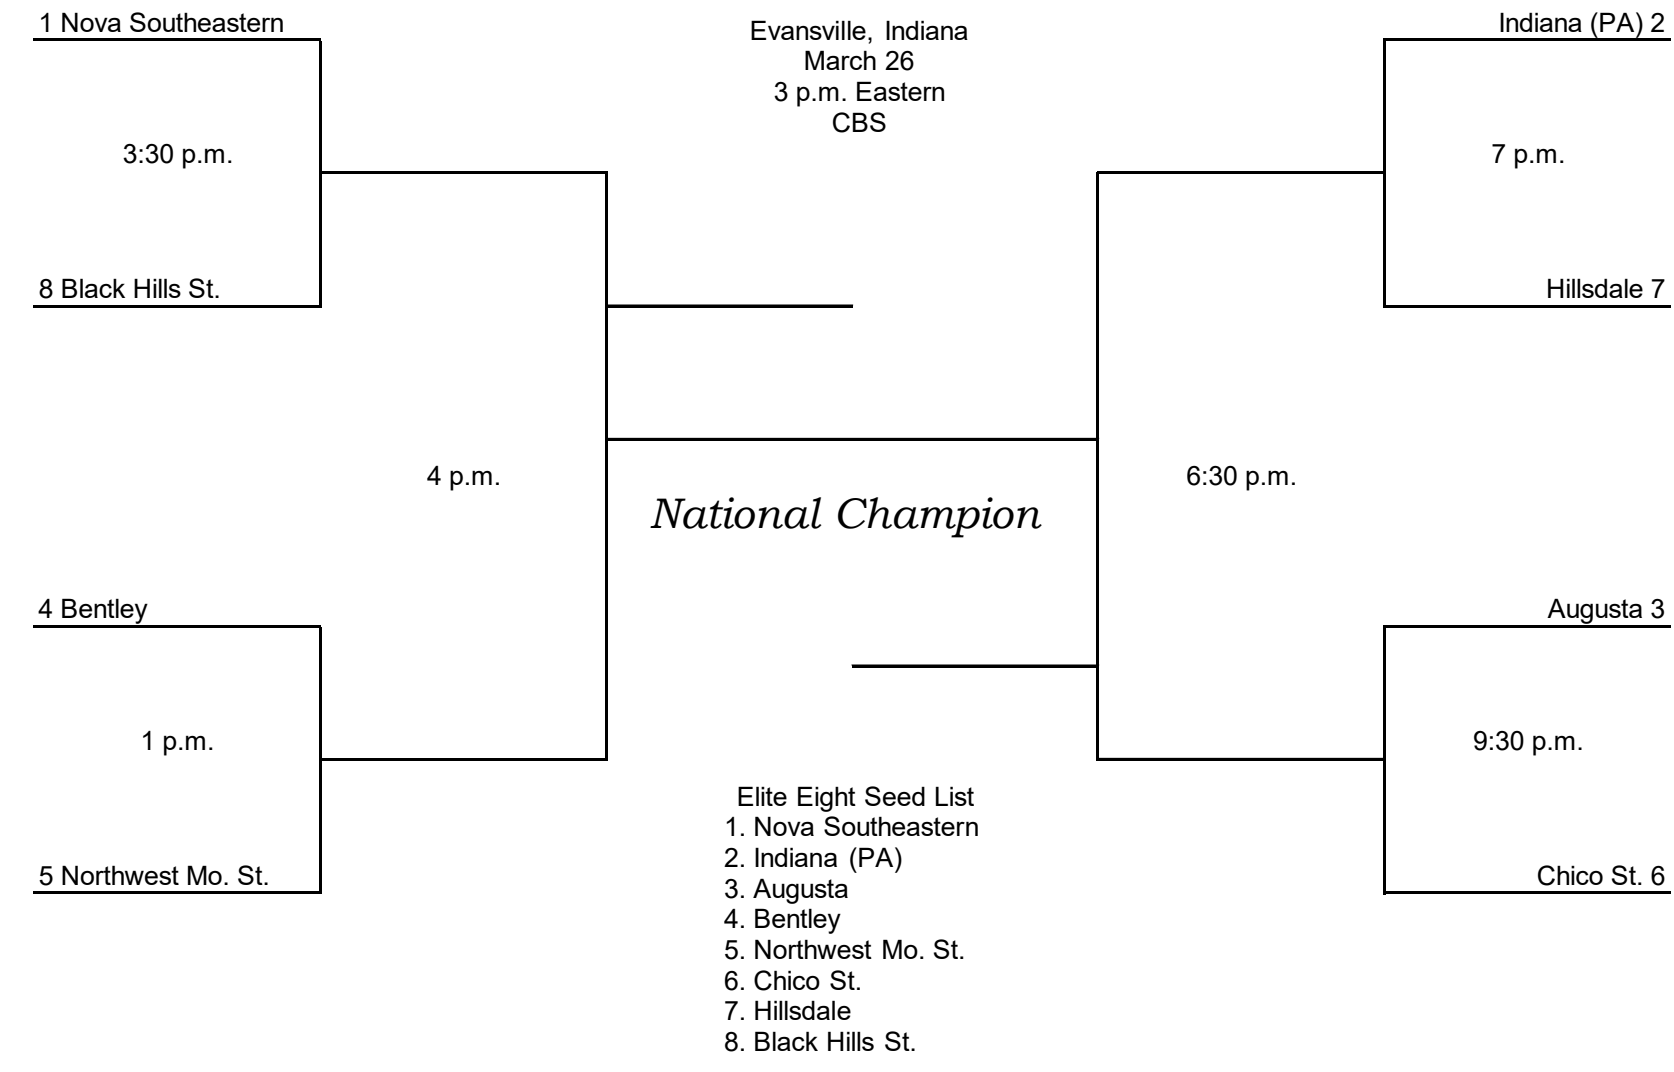 1 Nova Southeastern
Evansville, Indiana
March 26
3 p.m. Eastern
CBS
Indiana (PA) 2
3:30 p.m.
7 p.m.
8 Black Hills St.
Hillsdale 7
4 p.m.
6:30 p.m.
National Champion
4 Bentley
Augusta 3
1 p.m.
9:30 p.m.
5 Northwest Mo. St.
Chico St. 6
Elite Eight Seed List
1. Nova Southeastern
2. Indiana (PA)
3. Augusta
4. Bentley
5. Northwest Mo. St.
6. Chico St.
7. Hillsdale
8. Black Hills St.